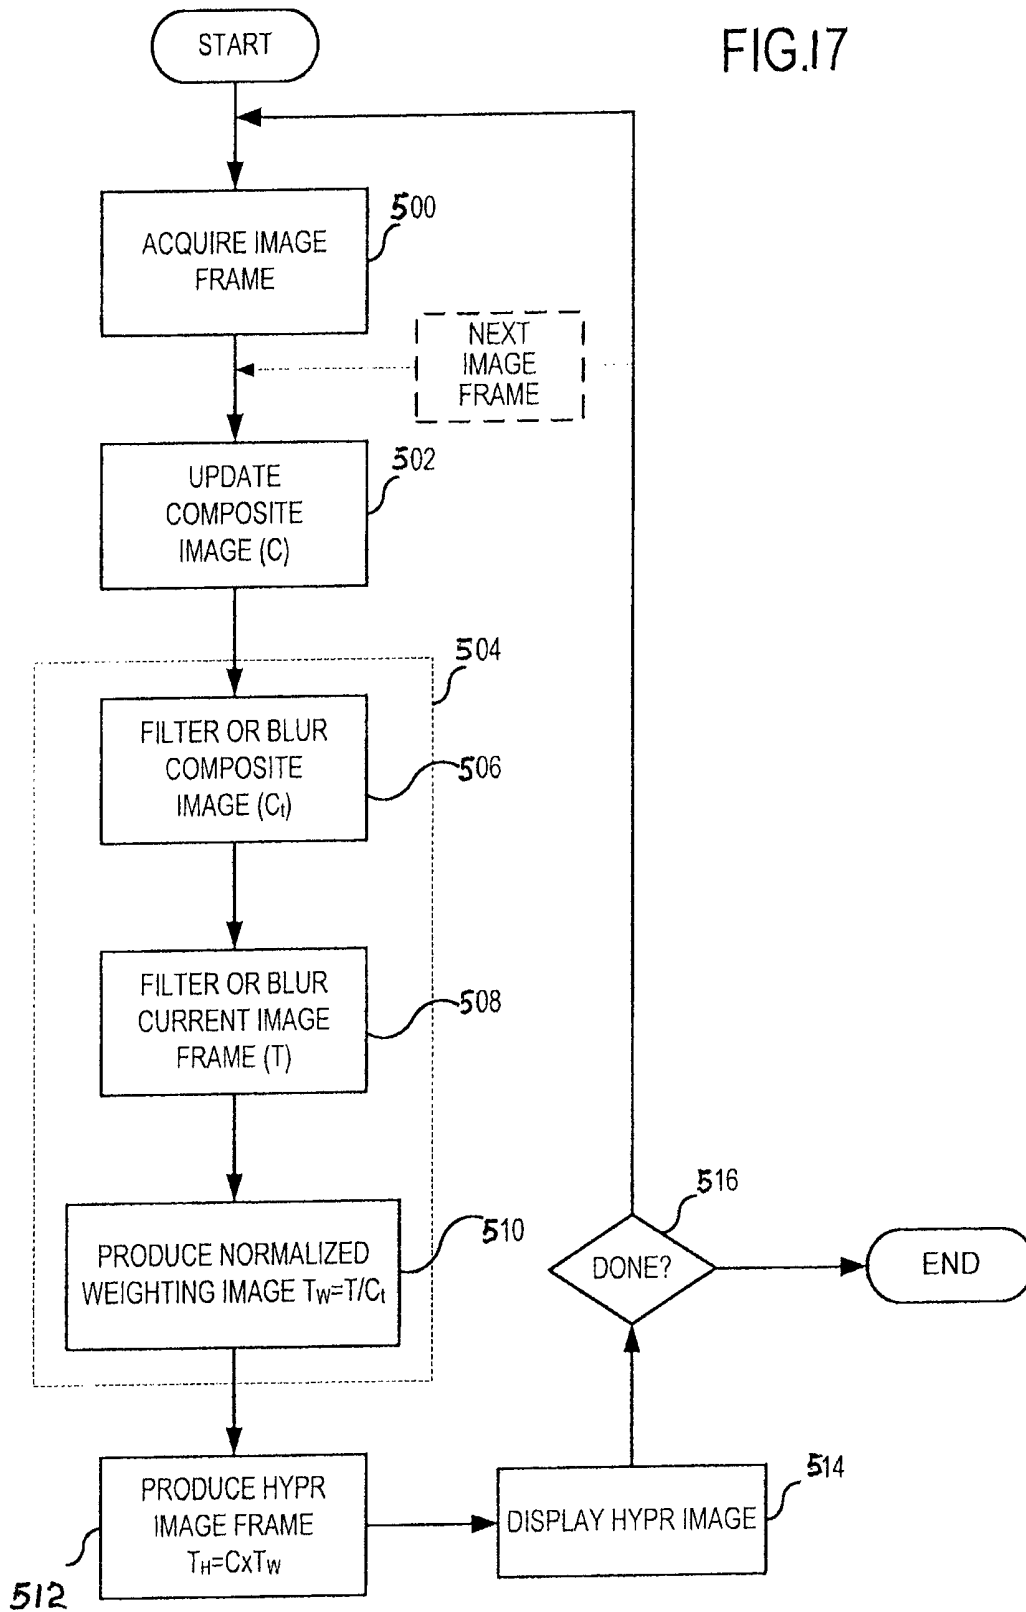 FIG.17
START
500
ACQUIRE IMAGE
FRAME
NEXT
IMAGE
FRAME
502
UPDATE
COMPOSITE
IMAGE (C)
504
FILTER OR BLUR
COMPOSITE
IMAGE (Ct)
506
FILTER OR BLUR
CURRENT IMAGE
FRAME (T)
508
PRODUCE NORMALIZED
WEIGHTING IMAGE TW=T/Ct
510
PRODUCE HYPR
IMAGE FRAME
TH=CxTW
512
DISPLAY HYPR IMAGE
514
DONE?
516
END